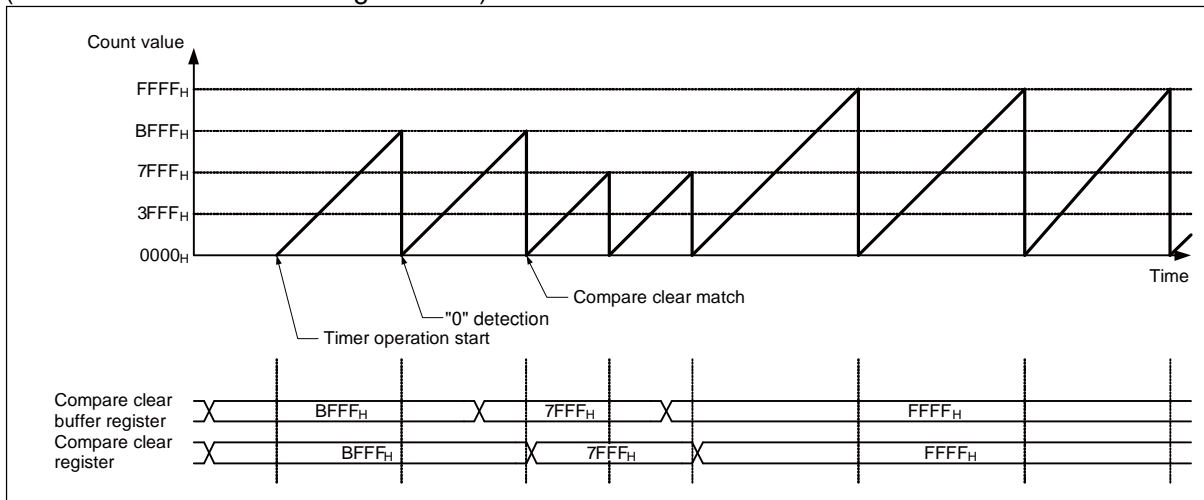 Count value
FFFFH
BFFFH
7FFFH
3FFFH
0000H
Time
Compare clear match
"0" detection
Timer operation start
Compare clear
buffer register
BFFFH
7FFFH
FFFFH
Compare clear
register
BFFFH
7FFFH
FFFFH